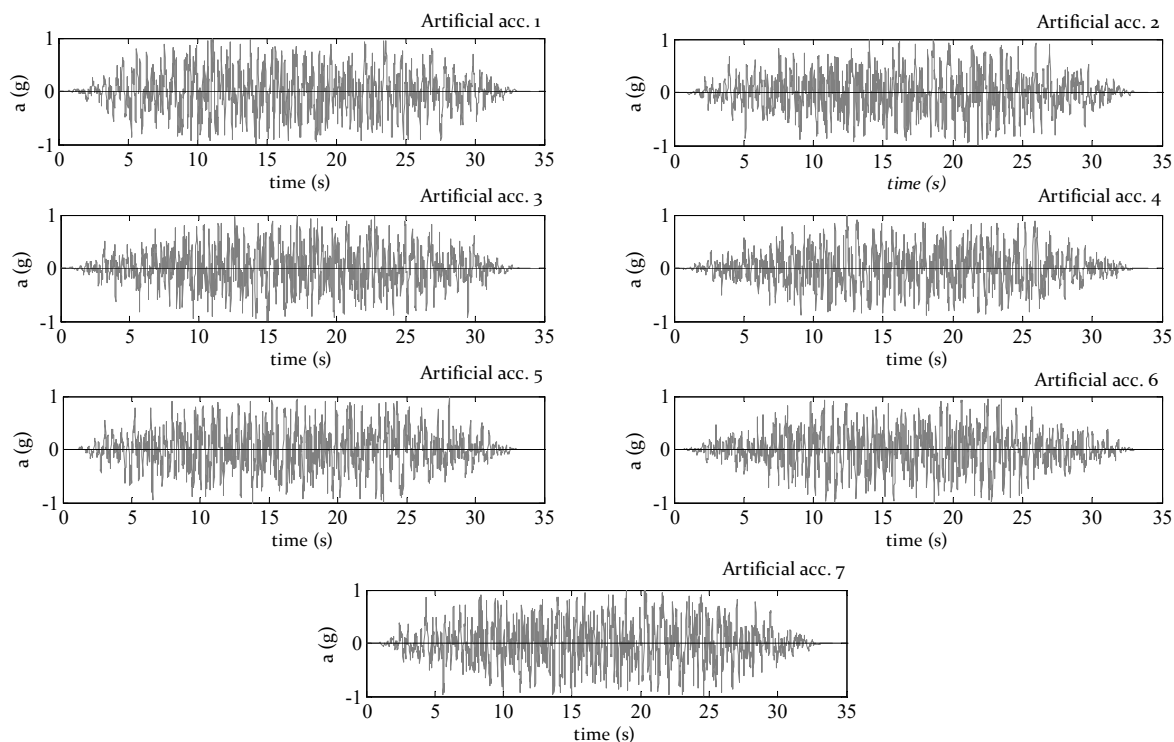 Artificial acc. 1
a (g)
1
0
-1
0 5 10 15 20 25 30 35
time (s)
Artificial acc. 2
a (g)
1
0
-1
0 5 10 15 20 25 30 35
time (s)
Artificial acc. 3
a (g)
1
0
-1
0 5 10 15 20 25 30 35
time (s)
Artificial acc. 4
a (g)
1
0
-1
0 5 10 15 20 25 30 35
time (s)
Artificial acc. 5
a (g)
1
0
-1
0 5 10 15 20 25 30 35
time (s)
Artificial acc. 6
a (g)
1
0
-1
0 5 10 15 20 25 30 35
time (s)
Artificial acc. 7
a (g)
1
0
-1
0 5 10 15 20 25 30 35
time (s)